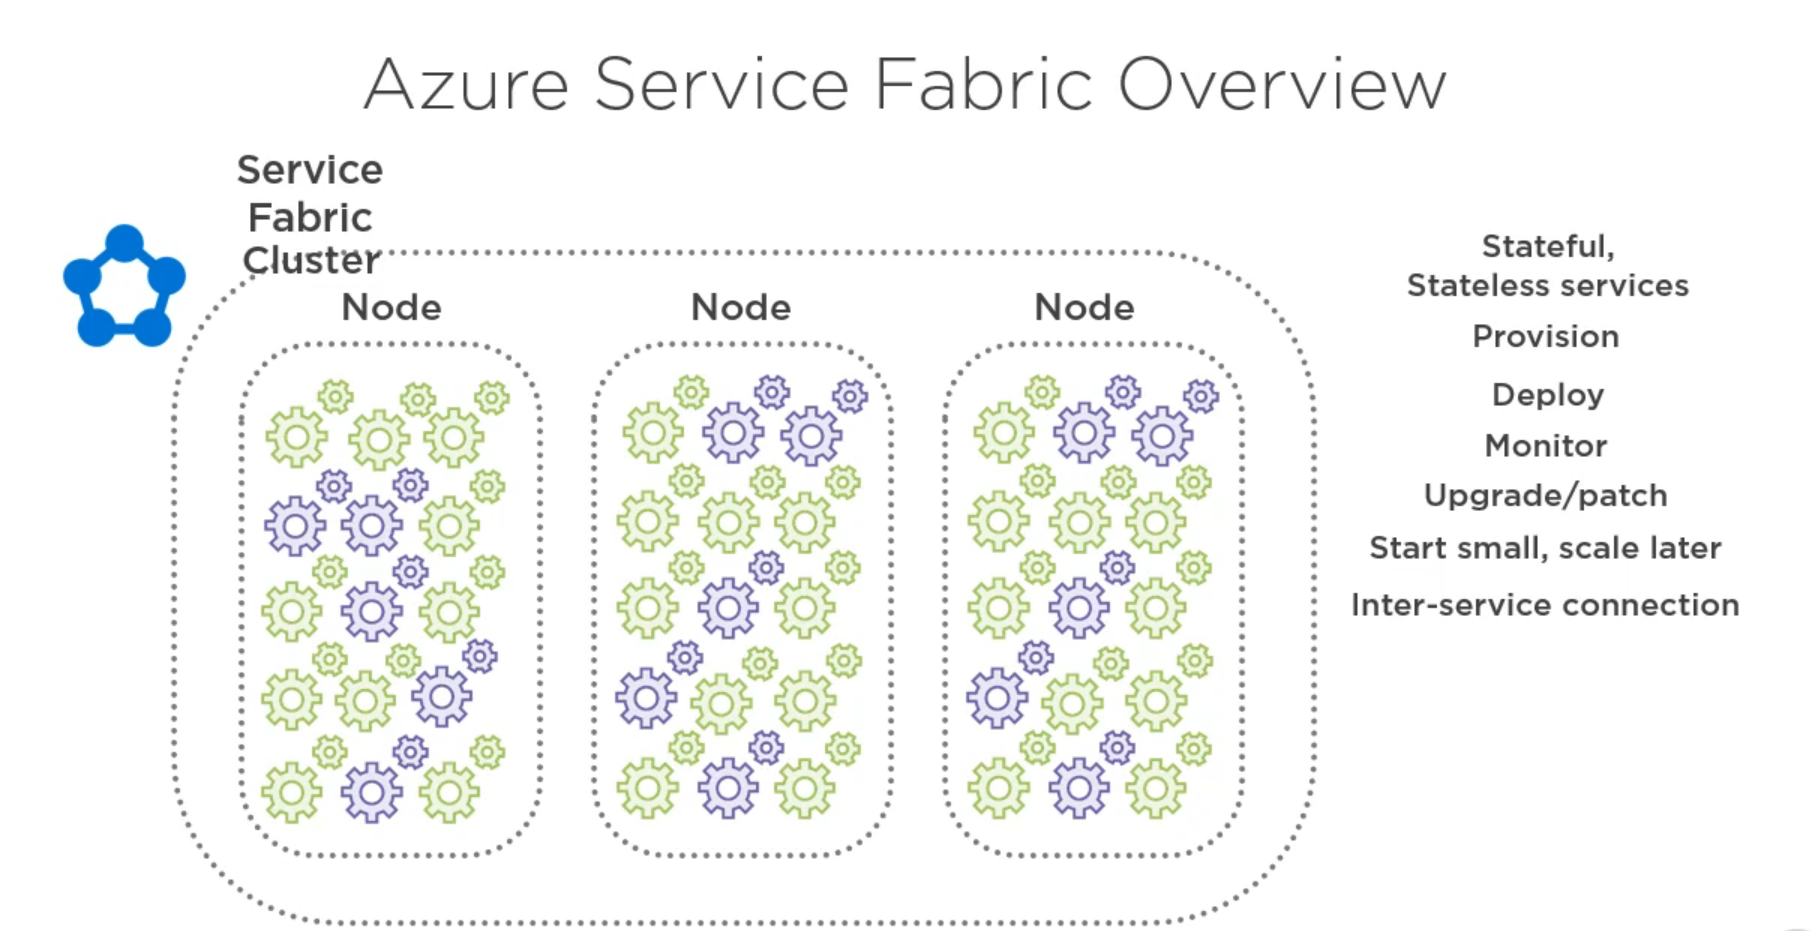 Azure Service Fabric Overview
Service
Fabric
Cluster
Node
Node
Node
Stateful,
Stateless services
Provision
Deploy
Monitor
Upgrade/patch
Start small, scale later
Inter-service connection